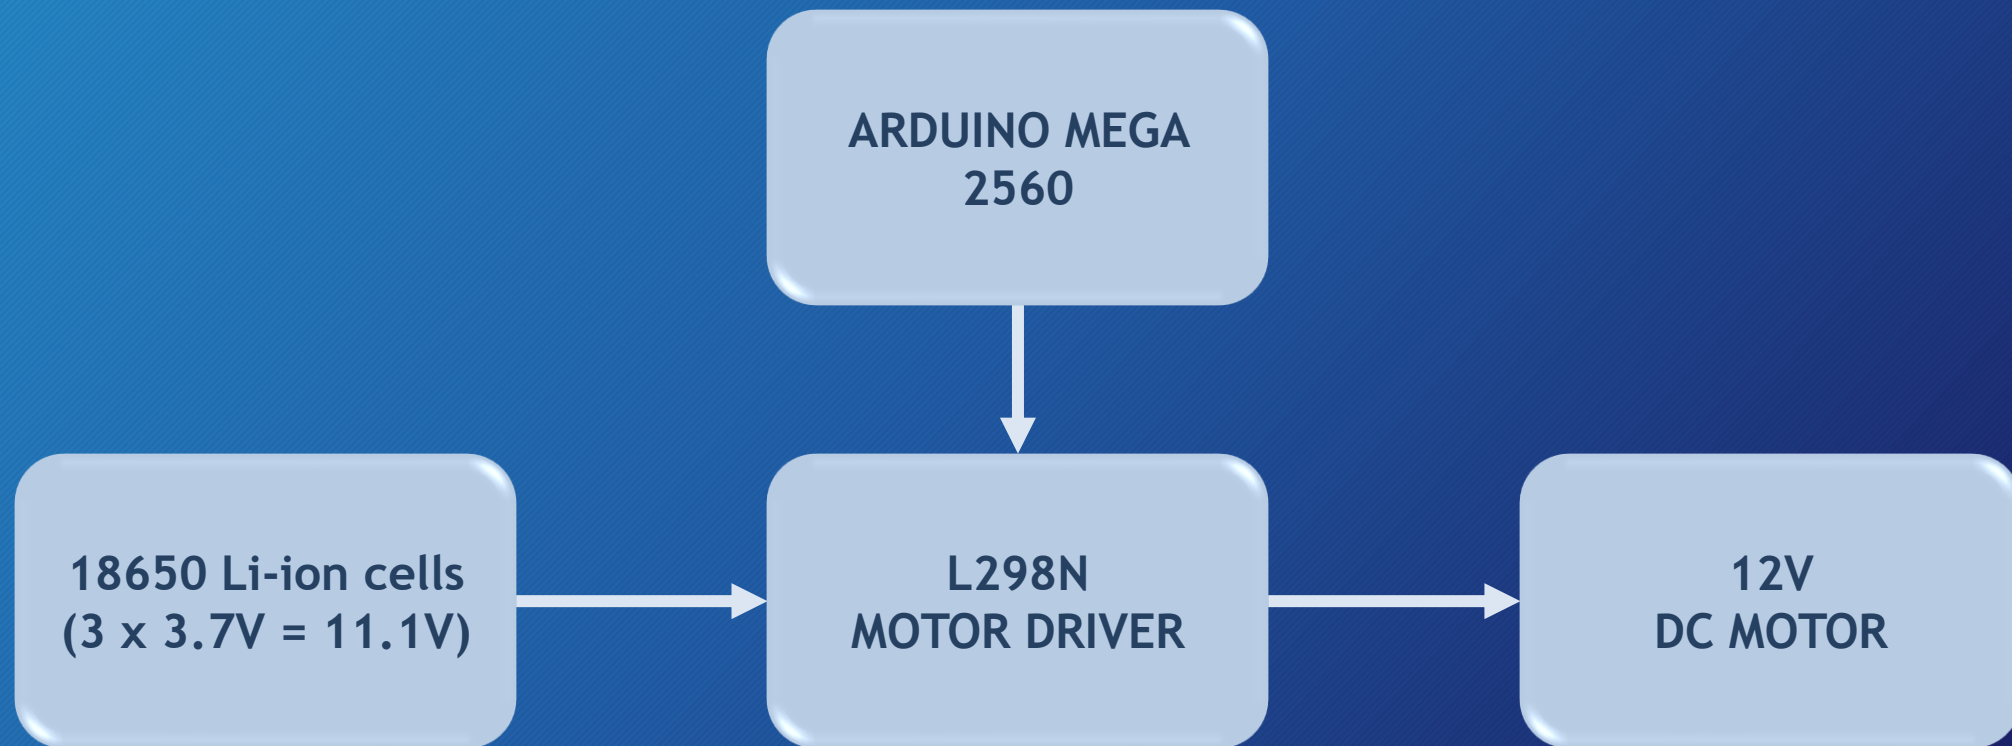 ARDUINO MEGA
2560
18650 Li-ion cells
(3 x 3.7V = 11.1V)
L298N
MOTOR DRIVER
12V
DC MOTOR